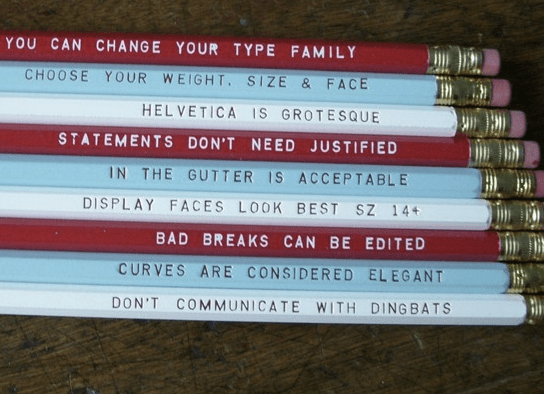 YOU CAN CHANGE YOUR TYPE FAMILY
CHOOSE YOUR WEIGHT, SIZE & FACE
HELVETICA IS GROTESQUE
STATEMENTS DON'T NEED JUSTIFIED
IN THE GUTTER IS ACCEPTABLE
DISPLAY FACES LOOK BEST SZ 14+
BAD BREAKS CAN BE EDITED
CURVES ARE CONSIDERED ELEGANT
DON'T COMMUNICATE WITH DINGBATS